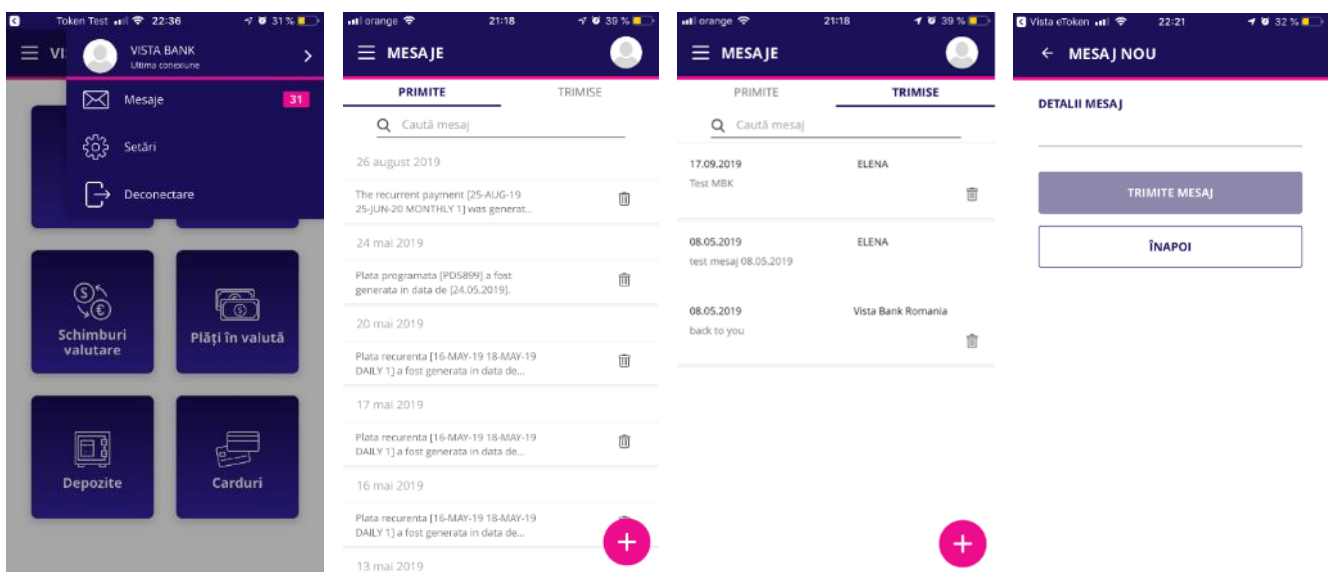 Token Test 22:36 31 %
VI
VISTA BANK
Ultima conexiune
Mesaje 31
Setări
Deconectare
Schimburi
valutare
Plăți în valută
Depozite
Carduri
orange 21:18 39 %
MESAJE
PRIMITE TRIMISE
Caută mesaj
26 august 2019
The recurrent payment [25-AUG-19
25-JUN-20 MONTHLY 1] was generat...
24 mai 2019
Plata programata [PD5899] a fost
generata in data de [24.05.2019].
20 mai 2019
Plata recurenta [16-MAY-19 18-MAY-19
DAILY 1] a fost generata in data de...
17 mai 2019
Plata recurenta [16-MAY-19 18-MAY-19
DAILY 1] a fost generata in data de...
16 mai 2019
Plata recurenta [16-MAY-19 18-MAY-19
DAILY 1] a fost generata in data de...
13 mai 2019
orange 21:18 39 %
MESAJE
PRIMITE TRIMISE
Caută mesaj
17.09.2019 ELENA
Test MBK
08.05.2019 ELENA
test mesaj 08.05.2019
08.05.2019 Vista Bank Romania
back to you
Vista eToken 22:21 32 %
MESAJ NOU
DETALII MESAJ
TRIMITE MESAJ
ÎNAPOI